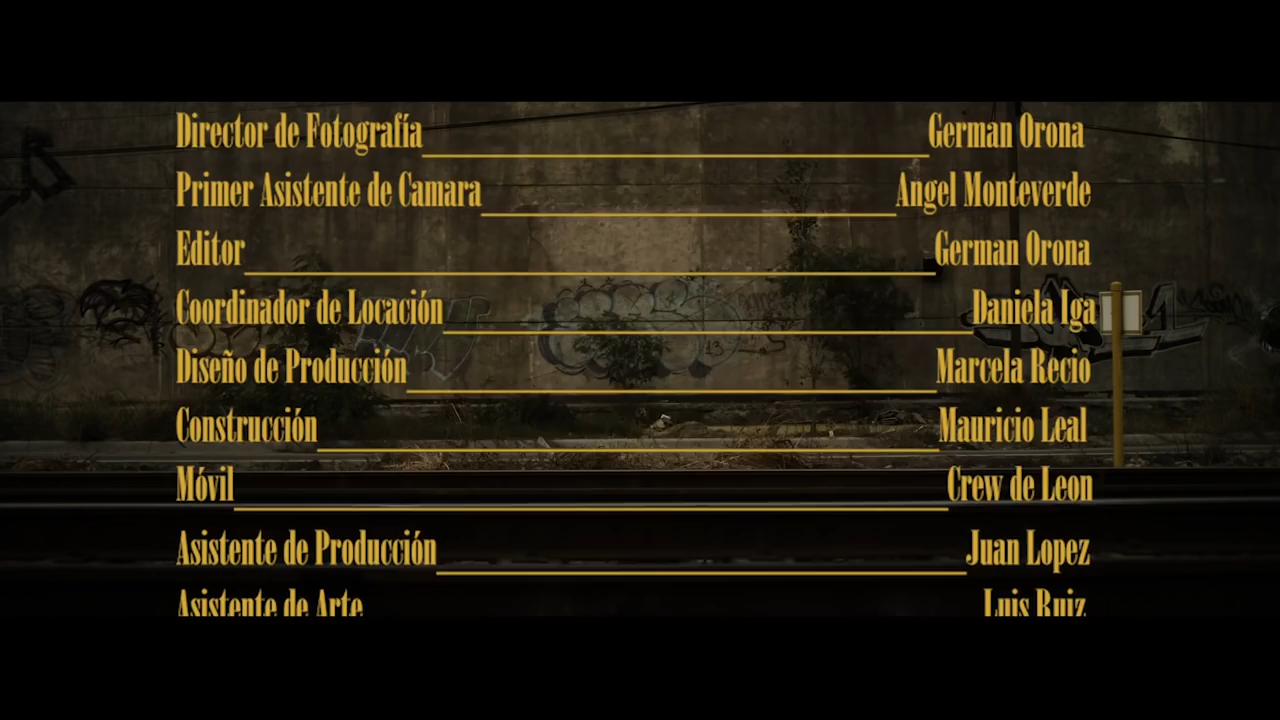 Director de Fotografía German Orona
Primer Asistente de Camara Angel Monteverde
Editor German Orona
Coordinador de Locación Daniela Iga
Diseño de Producción Marcela Recio
Construcción Mauricio Leal
Móvil Crew de Leon
Asistente de Producción Juan Lopez
Asistente de Arte Luis Ruiz